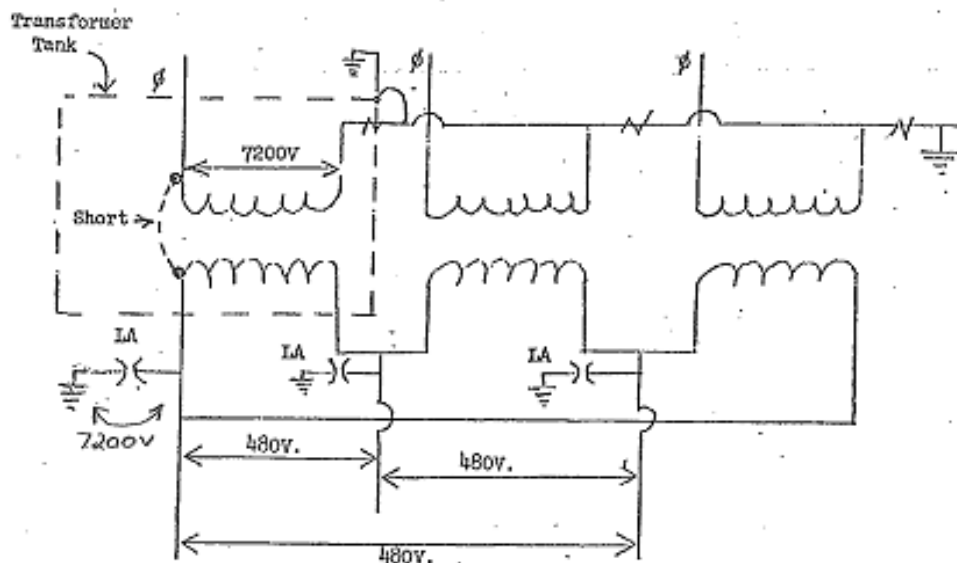 Transformer
Tank
ø
ø
ø
7200V
Short
LA
LA
LA
7200V
480V.
480V.
480V.